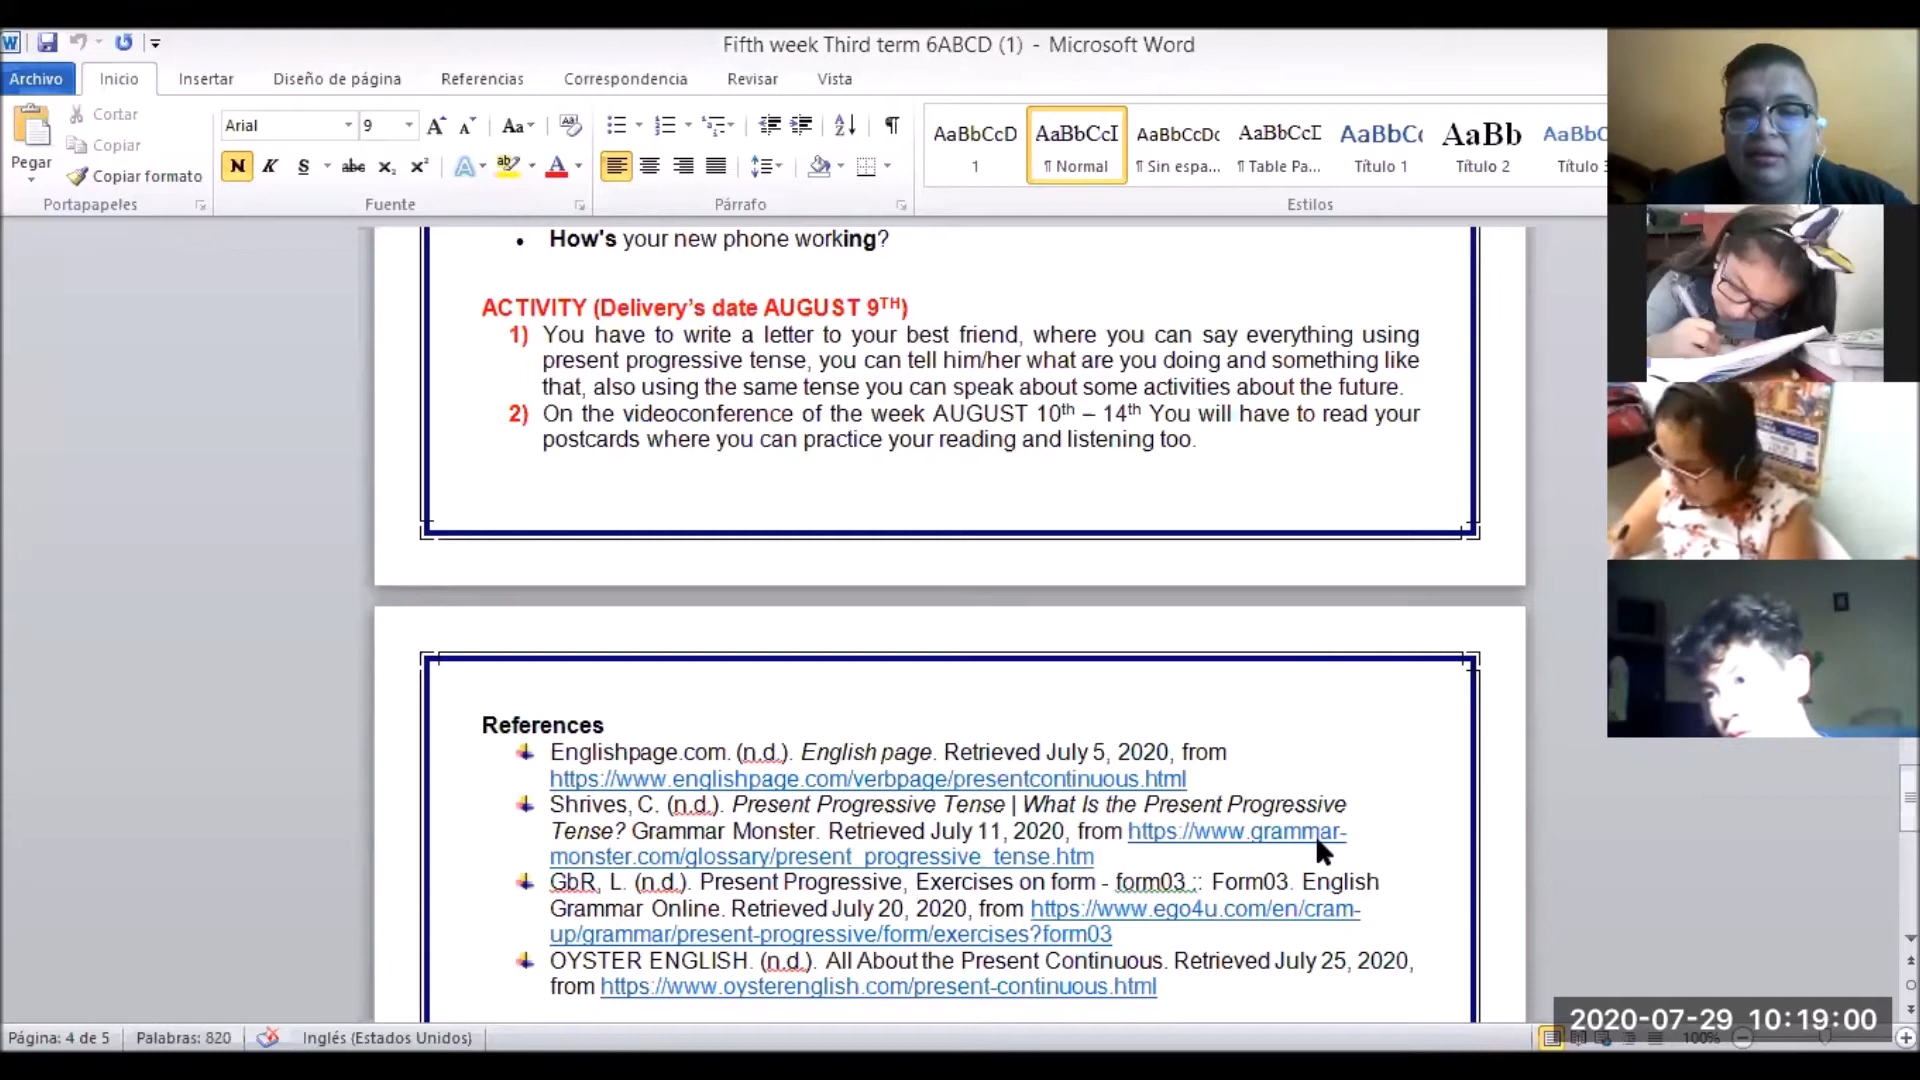 Fifth week Third term 6ABCD (1) - Microsoft Word
Archivo Inicio Insertar Diseño de página Referencias Correspondencia Revisar Vista
Pegar
Cortar
Copiar
Copiar formato
Portapapeles
Arial 9
N K S abc x₂ x²
Fuente
Párrafo
AaBbCcD AaBbCcI AaBbCcDc AaBbCcI AaBbC AaBb AaBbC
1 ¶ Normal ¶ Sin espa... ¶ Table Pa... Título 1 Título 2 Título
Estilos
• How's your new phone working?
ACTIVITY (Delivery’s date AUGUST 9TH)
1) You have to write a letter to your best friend, where you can say everything using
present progressive tense, you can tell him/her what are you doing and something like
that, also using the same tense you can speak about some activities about the future.
2) On the videoconference of the week AUGUST 10th – 14th You will have to read your
postcards where you can practice your reading and listening too.
References
Englishpage.com. (n.d.). English page. Retrieved July 5, 2020, from
https://www.englishpage.com/verbpage/presentcontinuous.html
Shrives, C. (n.d.). Present Progressive Tense | What Is the Present Progressive
Tense? Grammar Monster. Retrieved July 11, 2020, from https://www.grammar-
monster.com/glossary/present_progressive_tense.htm
GbR, L. (n.d.). Present Progressive, Exercises on form - form03 :: Form03. English
Grammar Online. Retrieved July 20, 2020, from https://www.ego4u.com/en/cram-
up/grammar/present-progressive/form/exercises?form03
OYSTER ENGLISH. (n.d.). All About the Present Continuous. Retrieved July 25, 2020,
from https://www.oysterenglish.com/present-continuous.html
2020-07-29 10:19:00
Página: 4 de 5 Palabras: 820 Inglés (Estados Unidos) 100%